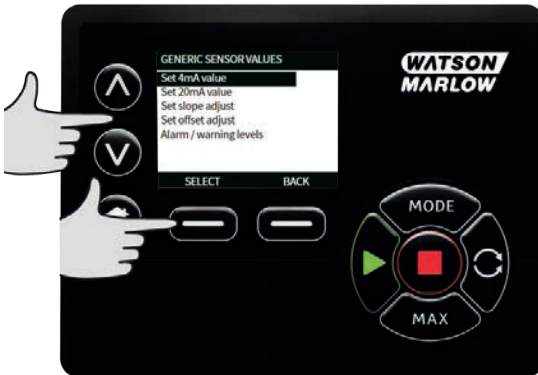 GENERIC SENSOR VALUES
Set 4mA value
Set 20mA value
Set slope adjust
Set offset adjust
Alarm / warning levels
SELECT BACK
WATSON
MARLOW
MODE
MAX